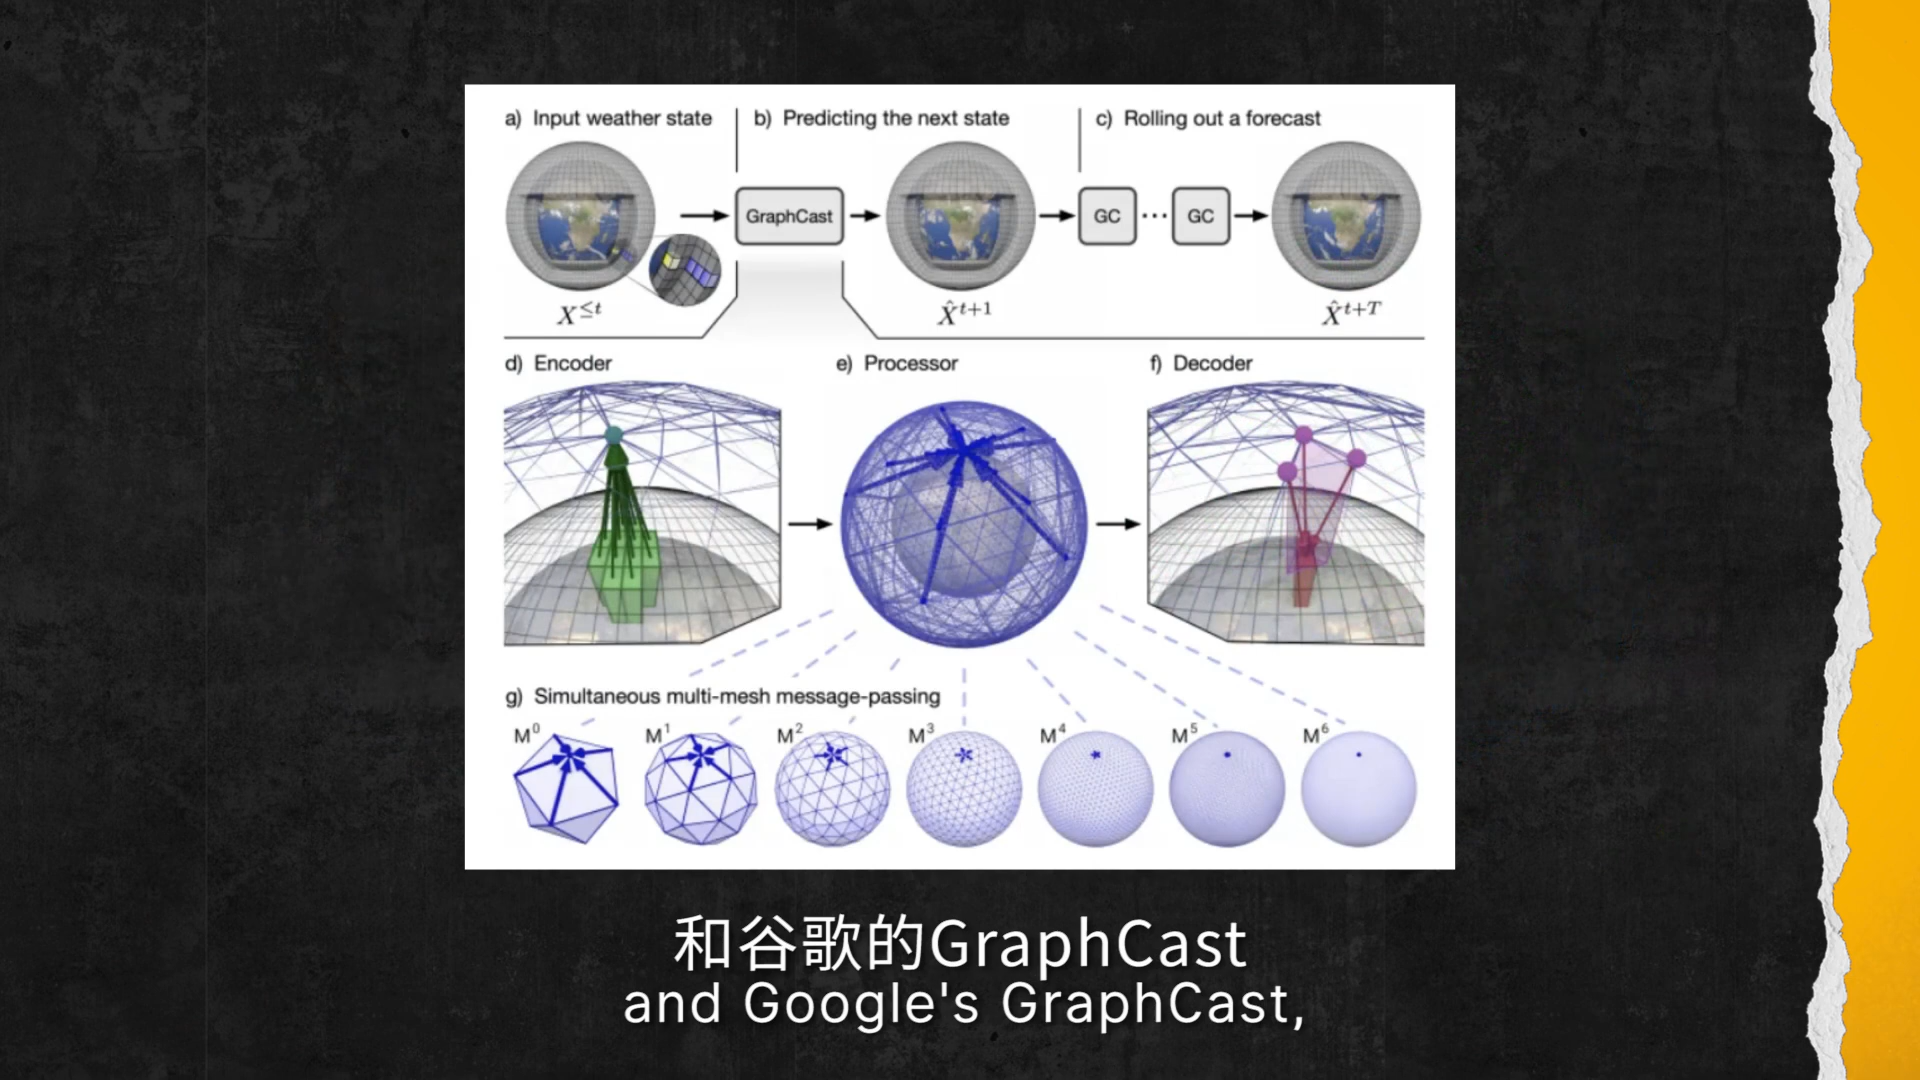 a) Input weather state
b) Predicting the next state
c) Rolling out a forecast
GraphCast
GC
...
GC
X≤t
X̂t+1
X̂t+T
d) Encoder
e) Processor
f) Decoder
g) Simultaneous multi-mesh message-passing
M0
M1
M2
M3
M4
M5
M6
和谷歌的GraphCast
and Google's GraphCast,